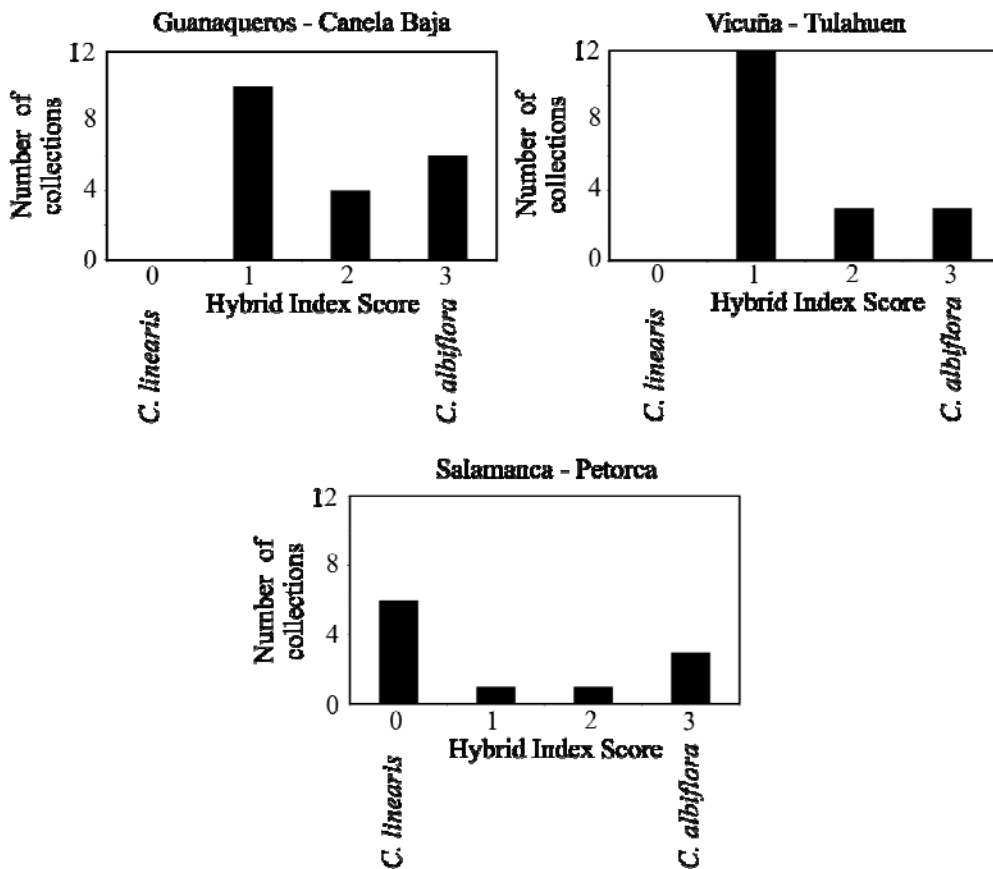 Guanaqueros - Canela Baja
Number of
collections
12
8
4
0
0 1 2 3
Hybrid Index Score
C. linearis
C. albiflora
Vicuña - Tulahuen
Number of
collections
12
8
4
0
0 1 2 3
Hybrid Index Score
C. linearis
C. albiflora
Salamanca - Petorca
Number of
collections
12
8
4
0
0 1 2 3
Hybrid Index Score
C. linearis
C. albiflora